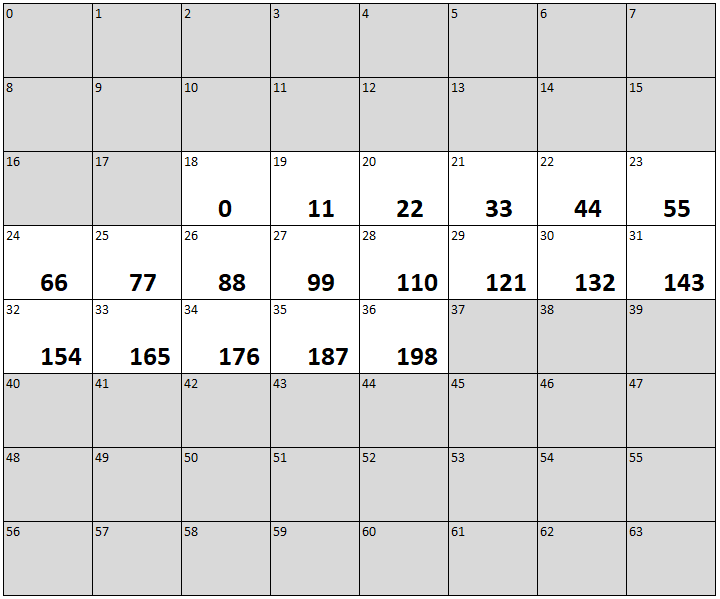 0 1 2 3 4 5 6 7
8 9 10 11 12 13 14 15
16 17 18 19 20 21 22 23
0 11 22 33 44 55
24 25 26 27 28 29 30 31
66 77 88 99 110 121 132 143
32 33 34 35 36 37 38 39
154 165 176 187 198
40 41 42 43 44 45 46 47
48 49 50 51 52 53 54 55
56 57 58 59 60 61 62 63